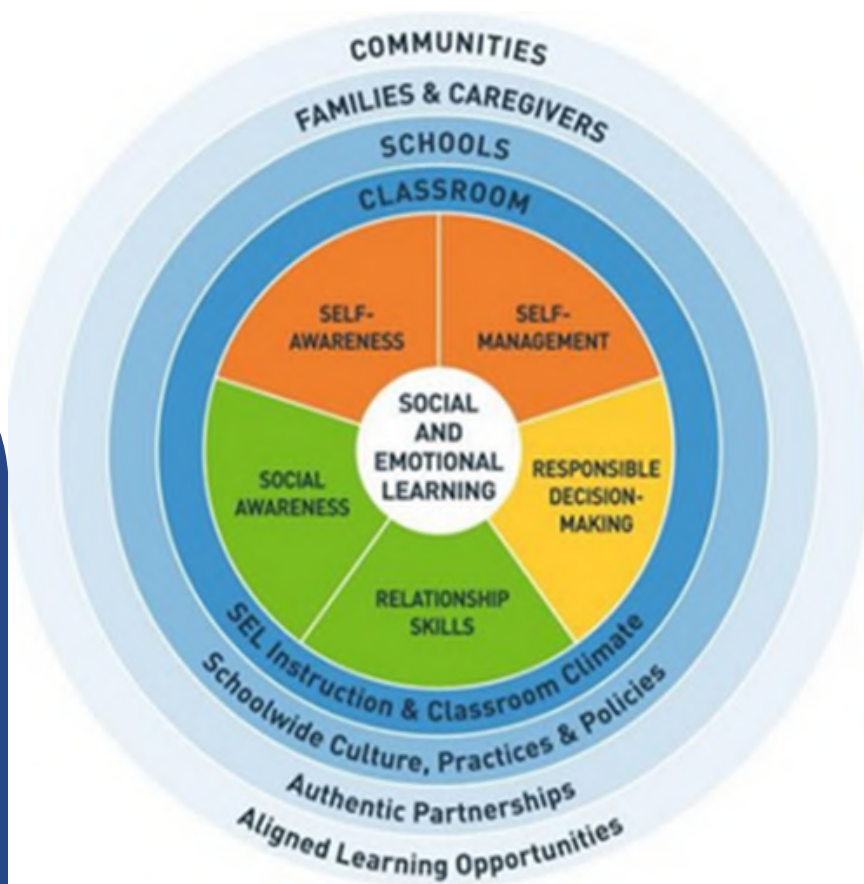 COMMUNITIES
FAMILIES & CAREGIVERS
SCHOOLS
CLASSROOM
SELF-
AWARENESS
SELF-
MANAGEMENT
SOCIAL
AND
EMOTIONAL
LEARNING
SOCIAL
AWARENESS
RESPONSIBLE
DECISION-
MAKING
RELATIONSHIP
SKILLS
SEL Instruction & Classroom Climate
Schoolwide Culture, Practices & Policies
Authentic Partnerships
Aligned Learning Opportunities